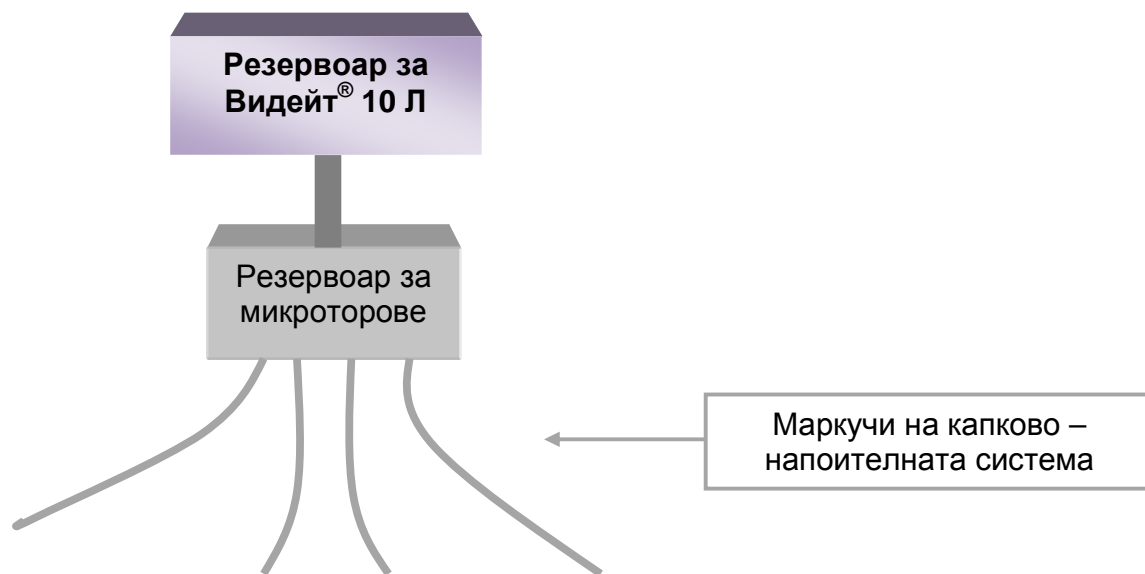 Резервоар за
Видейт® 10 Л
Резервоар за
микроторове
Маркучи на капково –
напоителната система